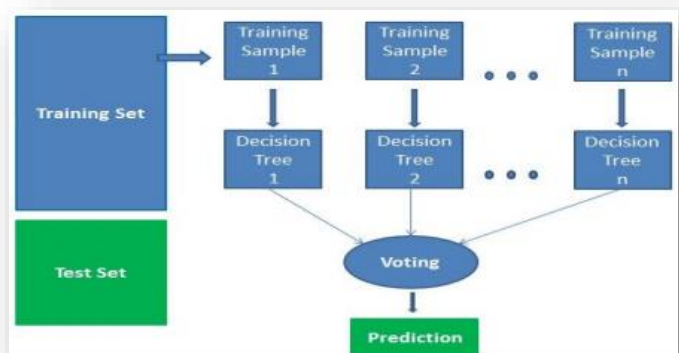 Training Set
Training
Sample
1
Training
Sample
2
Training
Sample
n
Decision
Tree
1
Decision
Tree
2
Decision
Tree
n
Test Set
Voting
Prediction